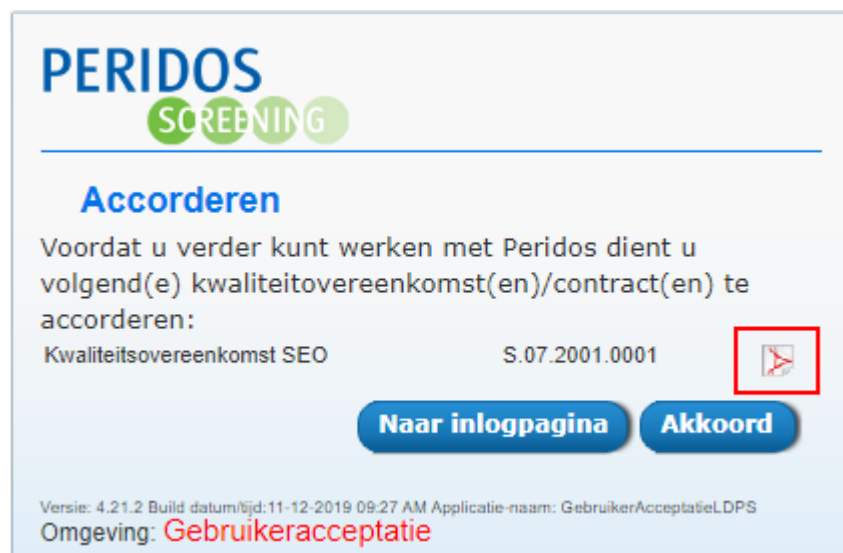 PERIDOS
SCREENING
Accorderen
Voordat u verder kunt werken met Peridos dient u
volgend(e) kwaliteitovereenkomst(en)/contract(en) te
accorderen:
Kwaliteitsovereenkomst SEO S.07.2001.0001
Naar inlogpagina Akkoord
Versie: 4.21.2 Build datum/tijd:11-12-2019 09:27 AM Applicatie-naam: GebruikerAcceptatieLDPS
Omgeving: Gebruikeracceptatie